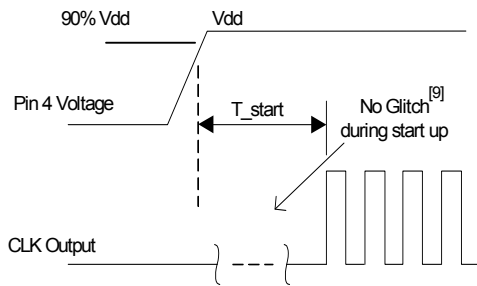 90% Vdd
Vdd
Pin 4 Voltage
T_start
No Glitch[9]
during start up
CLK Output